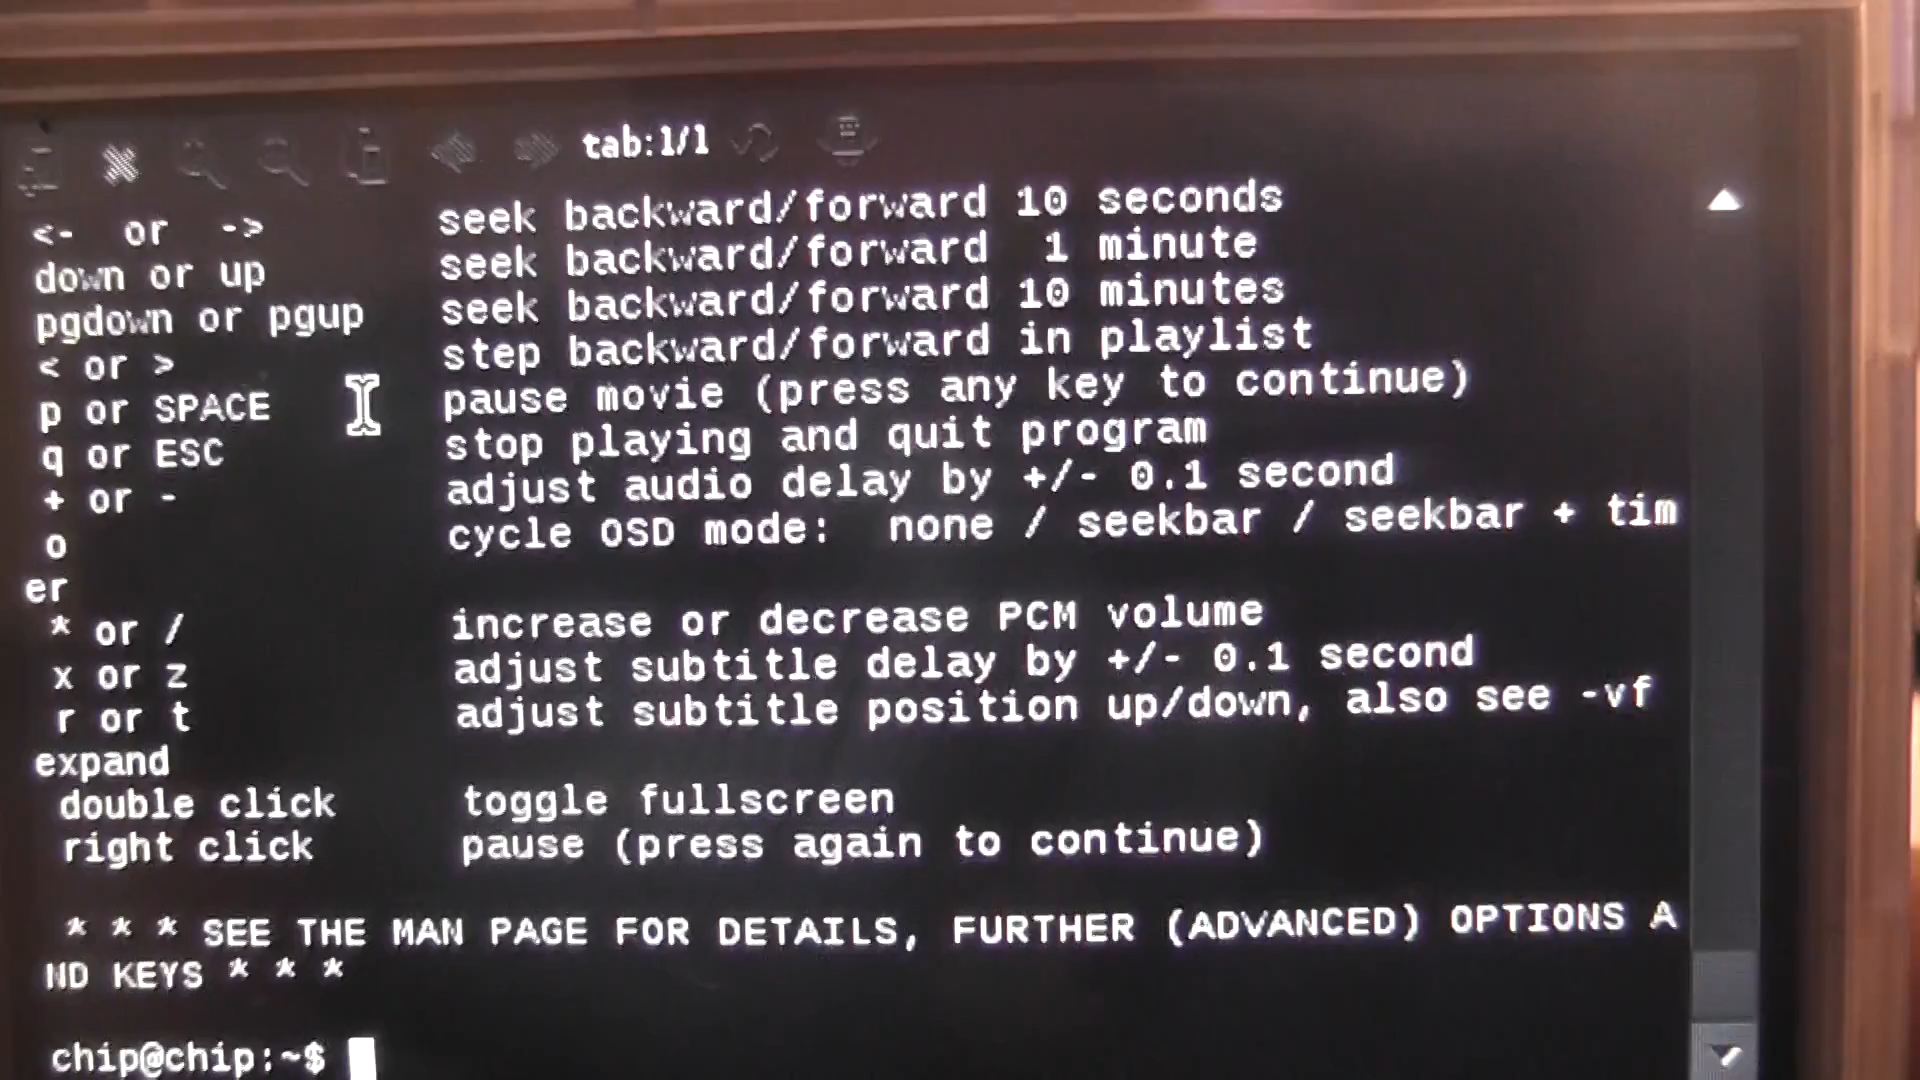 tab:1/1
<- or -> seek backward/forward 10 seconds
down or up seek backward/forward 1 minute
pgdown or pgup seek backward/forward 10 minutes
< or > step backward/forward in playlist
p or SPACE pause movie (press any key to continue)
q or ESC stop playing and quit program
+ or - adjust audio delay by +/- 0.1 second
o cycle OSD mode: none / seekbar / seekbar + tim
er
* or / increase or decrease PCM volume
x or z adjust subtitle delay by +/- 0.1 second
r or t adjust subtitle position up/down, also see -vf
expand
double click toggle fullscreen
right click pause (press again to continue)
* * * SEE THE MAN PAGE FOR DETAILS, FURTHER (ADVANCED) OPTIONS A
ND KEYS * * *
chip@chip:~$